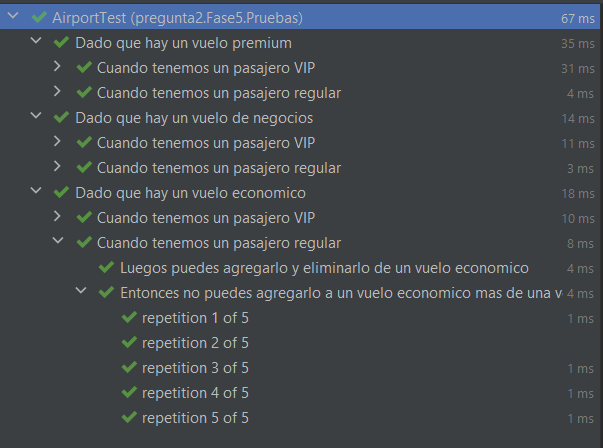 AirportTest (pregunta2.Fase5.Pruebas) 67 ms
Dado que hay un vuelo premium 35 ms
Cuando tenemos un pasajero VIP 31 ms
Cuando tenemos un pasajero regular 4 ms
Dado que hay un vuelo de negocios 14 ms
Cuando tenemos un pasajero VIP 11 ms
Cuando tenemos un pasajero regular 3 ms
Dado que hay un vuelo economico 18 ms
Cuando tenemos un pasajero VIP 10 ms
Cuando tenemos un pasajero regular 8 ms
Luegos puedes agregarlo y eliminarlo de un vuelo economico 4 ms
Entonces no puedes agregarlo a un vuelo economico mas de una v 4 ms
repetition 1 of 5 1 ms
repetition 2 of 5
repetition 3 of 5 1 ms
repetition 4 of 5 1 ms
repetition 5 of 5 1 ms